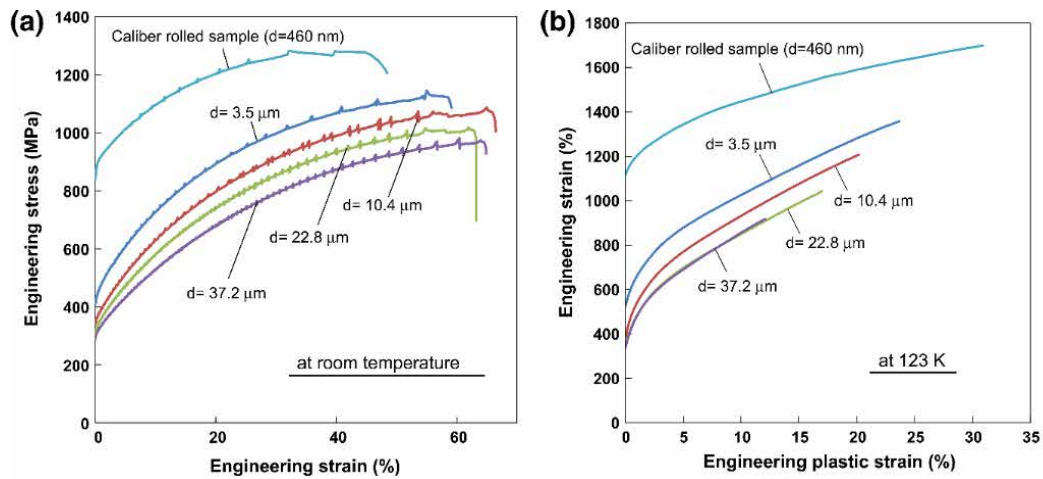 (a)
1400
1200
1000
800
600
400
200
0
Engineering stress (MPa)
Caliber rolled sample (d=460 nm)
d= 3.5 μm
d= 10.4 μm
d= 22.8 μm
d= 37.2 μm
at room temperature
0 20 40 60
Engineering strain (%)
(b)
1800
1600
1400
1200
1000
800
600
400
200
0
Engineering strain (%)
Caliber rolled sample (d=460 nm)
d= 3.5 μm
d= 10.4 μm
d= 22.8 μm
d= 37.2 μm
at 123 K
0 5 10 15 20 25 30 35
Engineering plastic strain (%)